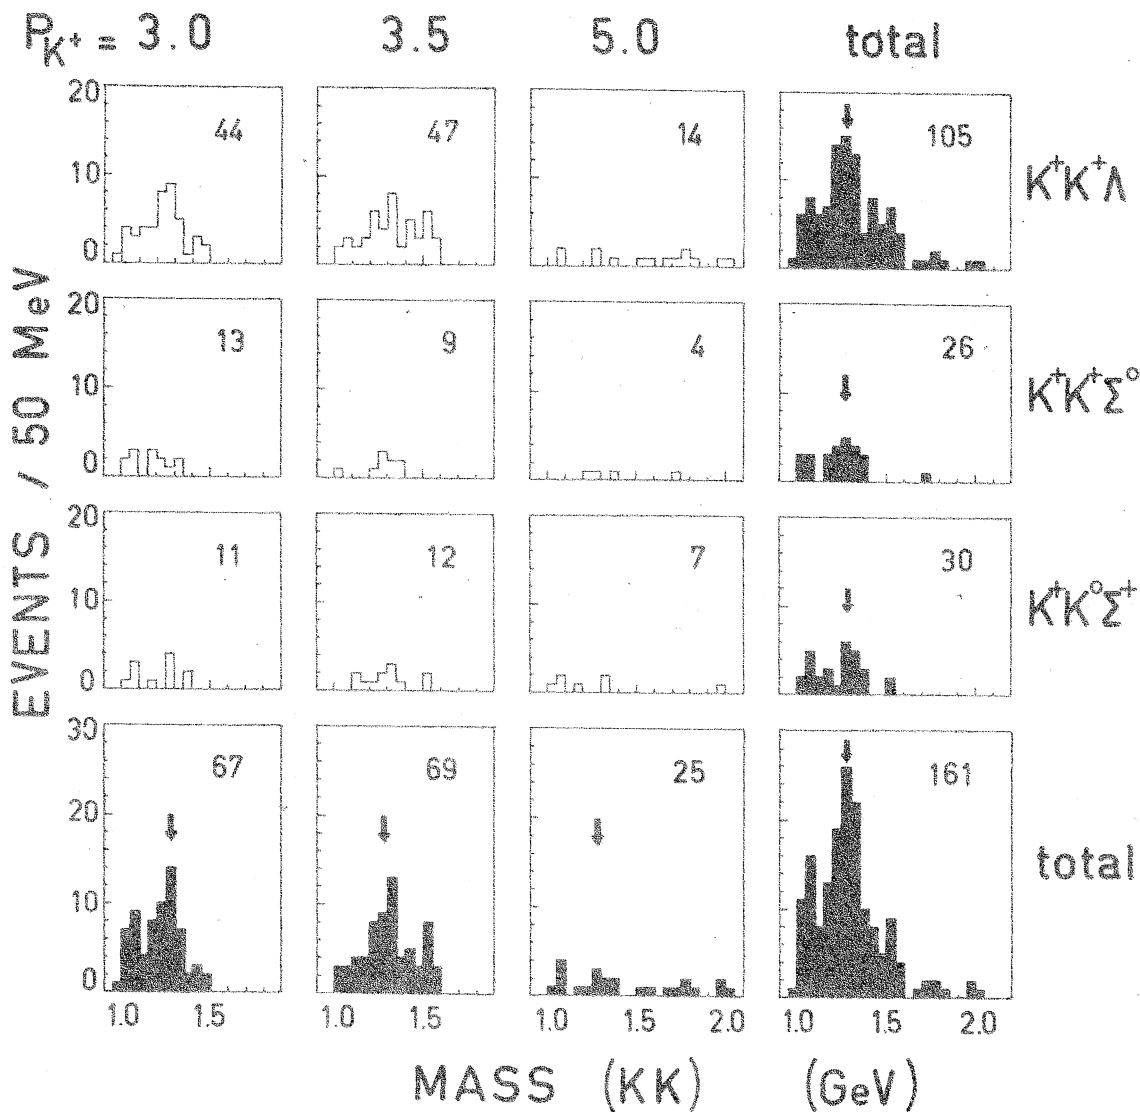 P_K⁺ = 3.0 3.5 5.0 total
20 44 47 14 105 K⁺K⁺Λ
10
0
20 13 9 4 26 K⁺K⁺Σ⁰
10
0
20 11 12 7 30 K⁺K⁰Σ⁺
10
0
30 67 69 25 161 total
20
10
0
1.0 1.5 1.0 1.5 1.0 1.5 2.0 1.0 1.5 2.0
EVENTS / 50 MeV
MASS (KK) (GeV)